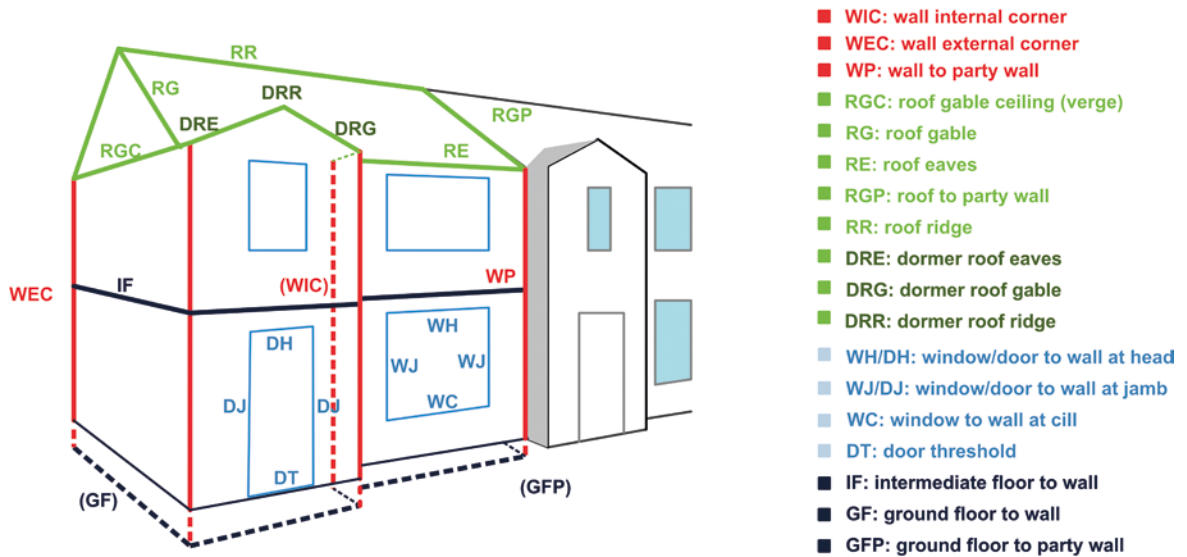 RR
RG
DRR
DRE
DRG
RGP
RGC
RE
WEC
IF
(WIC)
WP
DH
WH
WJ
WJ
DJ
DJ
WC
DT
(GF)
(GFP)
WIC: wall internal corner
WEC: wall external corner
WP: wall to party wall
RGC: roof gable ceiling (verge)
RG: roof gable
RE: roof eaves
RGP: roof to party wall
RR: roof ridge
DRE: dormer roof eaves
DRG: dormer roof gable
DRR: dormer roof ridge
WH/DH: window/door to wall at head
WJ/DJ: window/door to wall at jamb
WC: window to wall at cill
DT: door threshold
IF: intermediate floor to wall
GF: ground floor to wall
GFP: ground floor to party wall